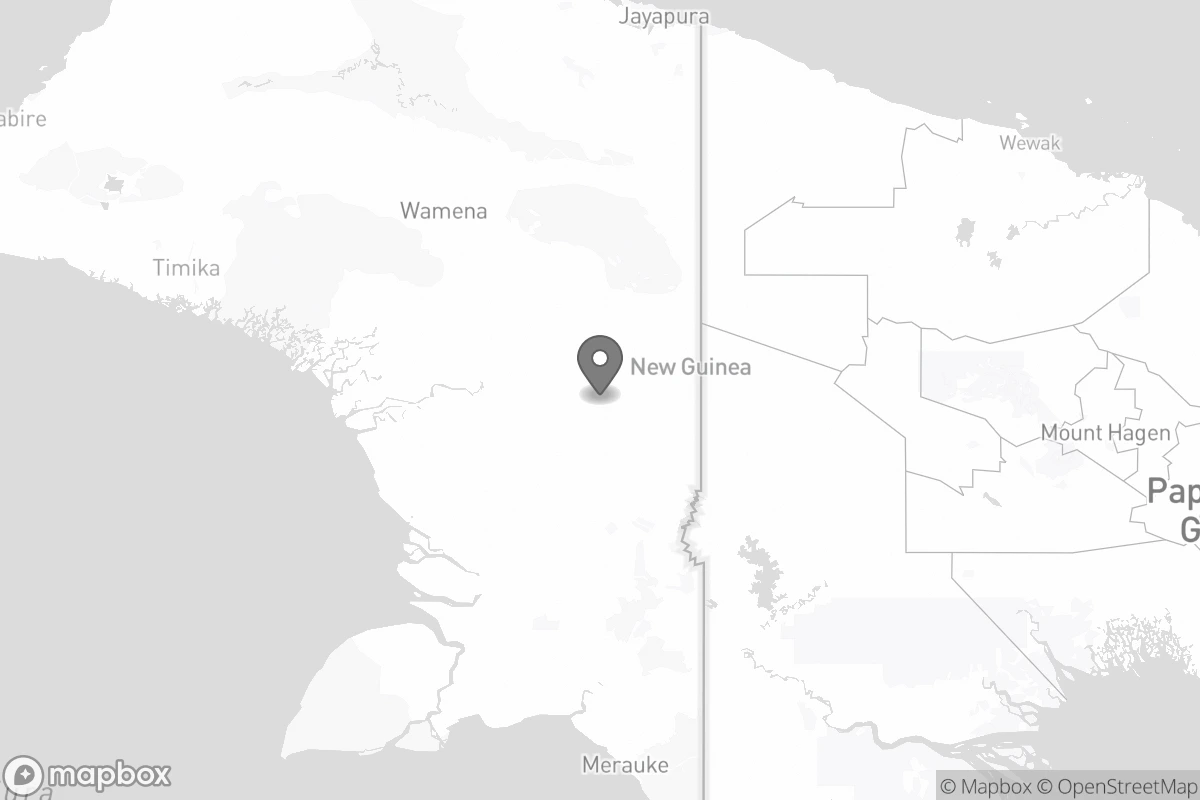 Jayapura
abire
Wewak
Wamena
Timika
New Guinea
Mount Hagen
Pap
G
Merauke
mapbox
© Mapbox © OpenStreetMap